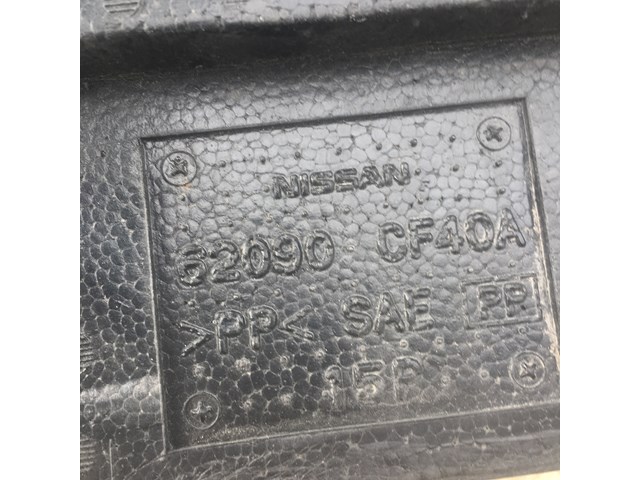 NISSAN
62090 CF40A
>PP< SAE PP
15P